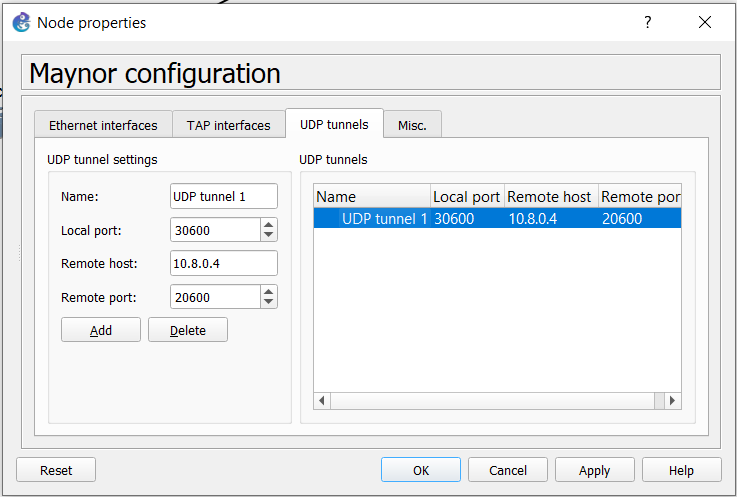 Node properties ?
Maynor configuration
Ethernet interfaces TAP interfaces UDP tunnels Misc.
UDP tunnel settings UDP tunnels
Name: UDP tunnel 1
Local port: 30600
Remote host: 10.8.0.4
Remote port: 20600
Add Delete
Name Local port Remote host Remote por
UDP tunnel 1 30600 10.8.0.4 20600
Reset OK Cancel Apply Help